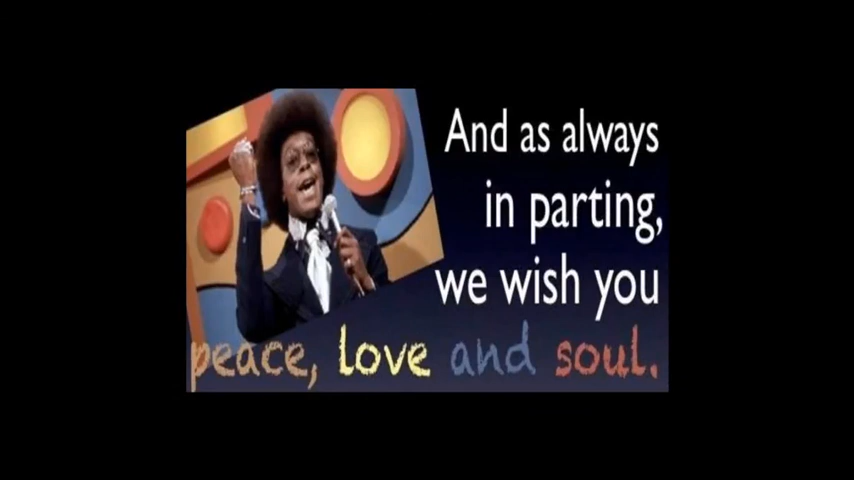 And as always
in parting,
we wish you
peace, love and soul.